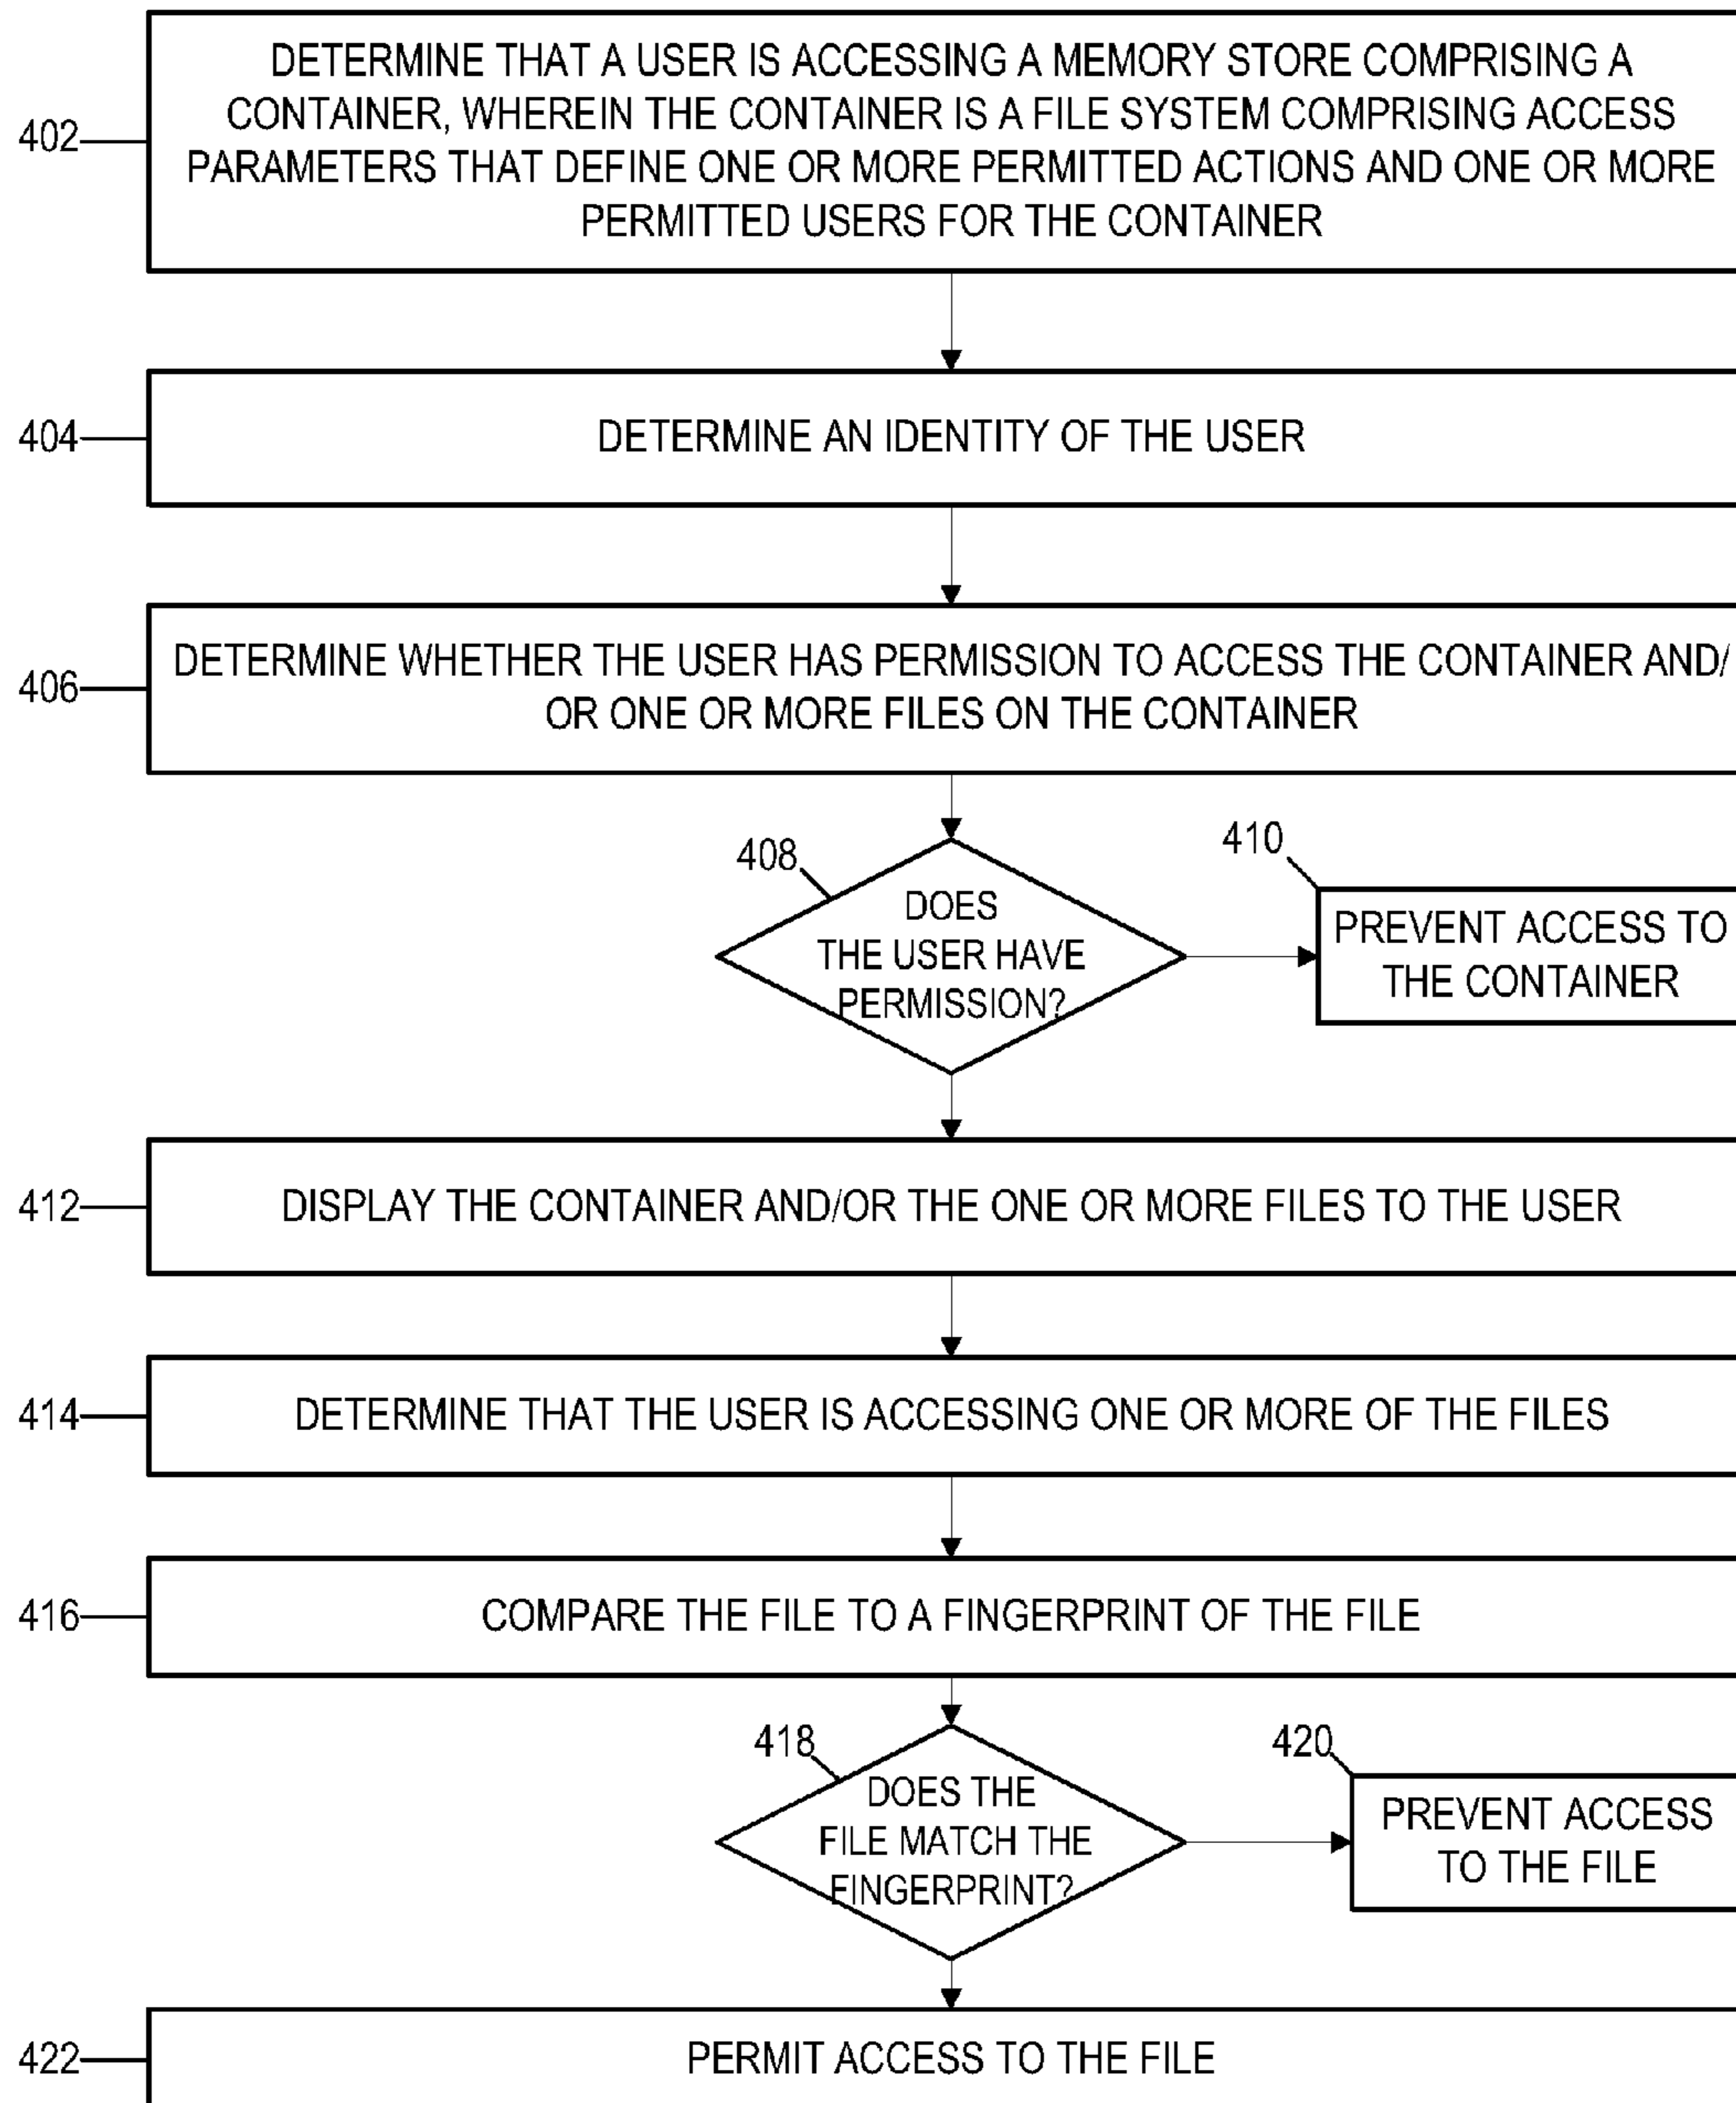 402
DETERMINE THAT A USER IS ACCESSING A MEMORY STORE COMPRISING A
CONTAINER, WHEREIN THE CONTAINER IS A FILE SYSTEM COMPRISING ACCESS
PARAMETERS THAT DEFINE ONE OR MORE PERMITTED ACTIONS AND ONE OR MORE
PERMITTED USERS FOR THE CONTAINER
404
DETERMINE AN IDENTITY OF THE USER
406
DETERMINE WHETHER THE USER HAS PERMISSION TO ACCESS THE CONTAINER AND/
OR ONE OR MORE FILES ON THE CONTAINER
408
DOES
THE USER HAVE
PERMISSION?
410
PREVENT ACCESS TO
THE CONTAINER
412
DISPLAY THE CONTAINER AND/OR THE ONE OR MORE FILES TO THE USER
414
DETERMINE THAT THE USER IS ACCESSING ONE OR MORE OF THE FILES
416
COMPARE THE FILE TO A FINGERPRINT OF THE FILE
418
DOES THE
FILE MATCH THE
FINGERPRINT?
420
PREVENT ACCESS
TO THE FILE
422
PERMIT ACCESS TO THE FILE